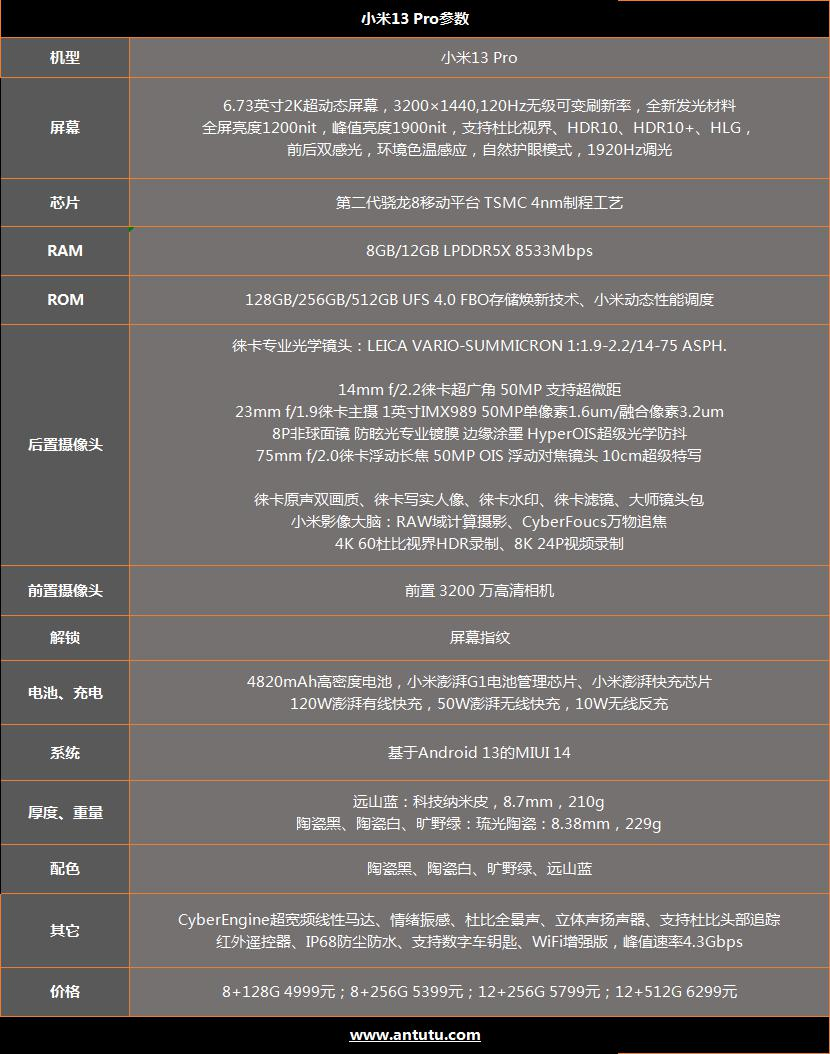 小米13 Pro参数
机型
小米13 Pro
屏幕
6.73英寸2K超动态屏幕，3200×1440,120Hz无级可变刷新率，全新发光材料
全屏亮度1200nit，峰值亮度1900nit，支持杜比视界、HDR10、HDR10+、HLG，
前后双感光，环境色温感应，自然护眼模式，1920Hz调光
芯片
第二代骁龙8移动平台 TSMC 4nm制程工艺
RAM
8GB/12GB LPDDR5X 8533Mbps
ROM
128GB/256GB/512GB UFS 4.0 FBO存储焕新技术、小米动态性能调度
后置摄像头
徕卡专业光学镜头：LEICA VARIO-SUMMICRON 1:1.9-2.2/14-75 ASPH.
14mm f/2.2徕卡超广角 50MP 支持超微距
23mm f/1.9徕卡主摄 1英寸IMX989 50MP单像素1.6um/融合像素3.2um
8P非球面镜 防眩光专业镀膜 边缘涂墨 HyperOIS超级光学防抖
75mm f/2.0徕卡浮动长焦 50MP OIS 浮动对焦镜头 10cm超级特写
徕卡原声双画质、徕卡写实人像、徕卡水印、徕卡滤镜、大师镜头包
小米影像大脑：RAW域计算摄影、CyberFoucs万物追焦
4K 60杜比视界HDR录制、8K 24P视频录制
前置摄像头
前置 3200 万高清相机
解锁
屏幕指纹
电池、充电
4820mAh高密度电池，小米澎湃G1电池管理芯片、小米澎湃快充芯片
120W澎湃有线快充，50W澎湃无线快充，10W无线反充
系统
基于Android 13的MIUI 14
厚度、重量
远山蓝：科技纳米皮，8.7mm，210g
陶瓷黑、陶瓷白、旷野绿：琉光陶瓷：8.38mm，229g
配色
陶瓷黑、陶瓷白、旷野绿、远山蓝
其它
CyberEngine超宽频线性马达、情绪振感、杜比全景声、立体声扬声器、支持杜比头部追踪
红外遥控器、IP68防尘防水、支持数字车钥匙、WiFi增强版，峰值速率4.3Gbps
价格
8+128G 4999元；8+256G 5399元；12+256G 5799元；12+512G 6299元
www.antutu.com